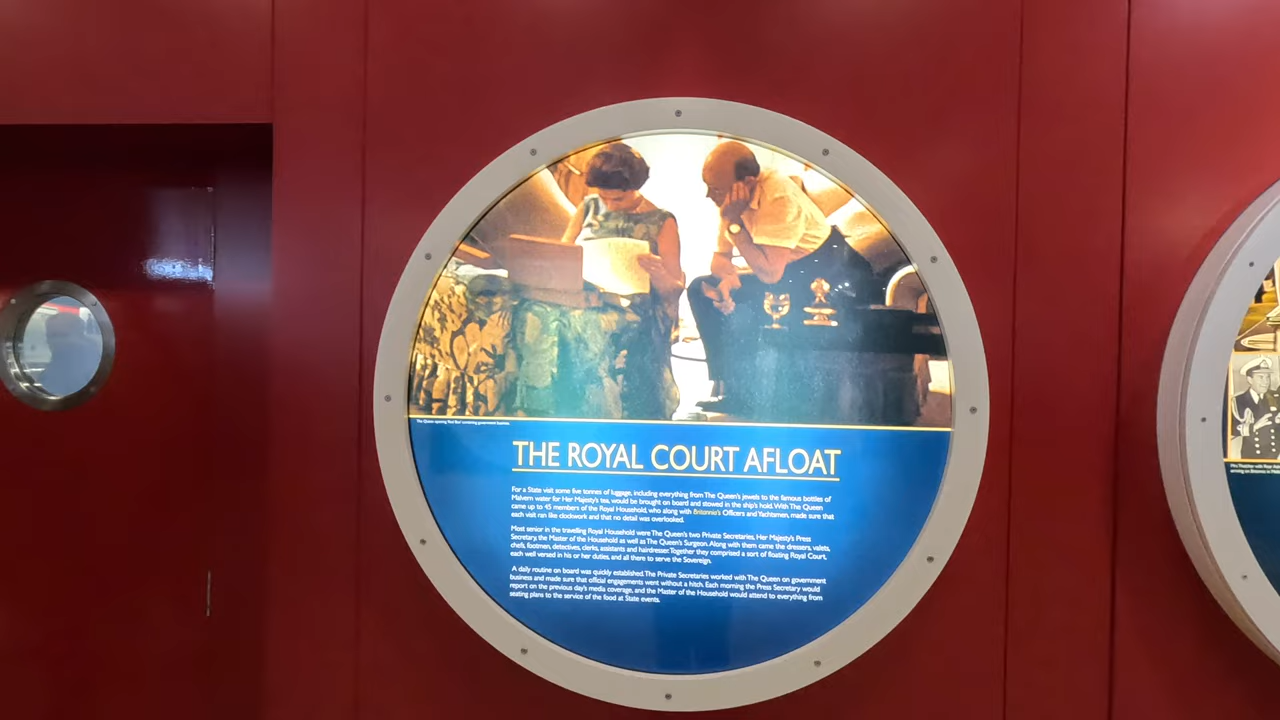 The Queen opening 'Red Box' containing government business.
THE ROYAL COURT AFLOAT
For a State visit some five tonnes of luggage, including everything from The Queen's jewels to the famous bottles of
Malvern water for Her Majesty's tea, would be brought on board and stowed in the ship's hold. With The Queen
came up to 45 members of the Royal Household, who along with Britannia's Officers and Yachtsmen, made sure that
each visit ran like clockwork and that no detail was overlooked.
Most senior in the travelling Royal Household were The Queen's two Private Secretaries, Her Majesty's Press
Secretary, the Master of the Household as well as The Queen's Surgeon. Along with them came the dressers, valets,
chefs, footmen, detectives, clerks, assistants and hairdresser. Together they comprised a sort of floating Royal Court,
each well versed in his or her duties, and all there to serve the Sovereign.
A daily routine on board was quickly established. The Private Secretaries worked with The Queen on government
business and made sure that official engagements went without a hitch. Each morning the Press Secretary would
report on the previous day's media coverage, and the Master of the Household would attend to everything from
seating plans to the service of the food at State events.